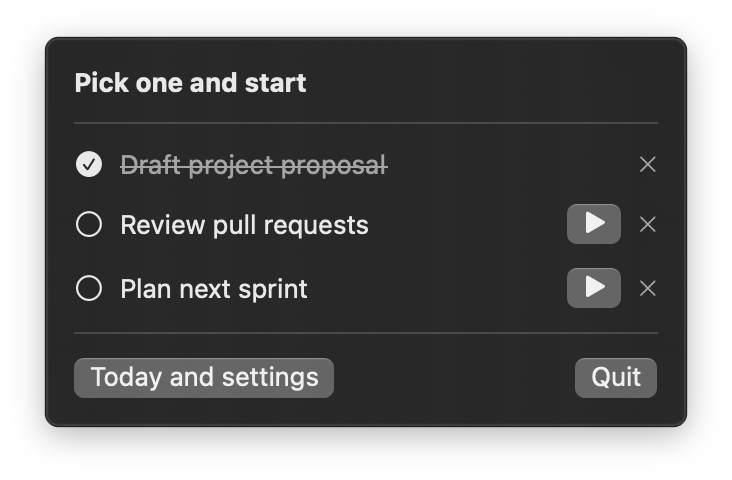 Pick one and start
Draft project proposal
Review pull requests
Plan next sprint
Today and settings
Quit